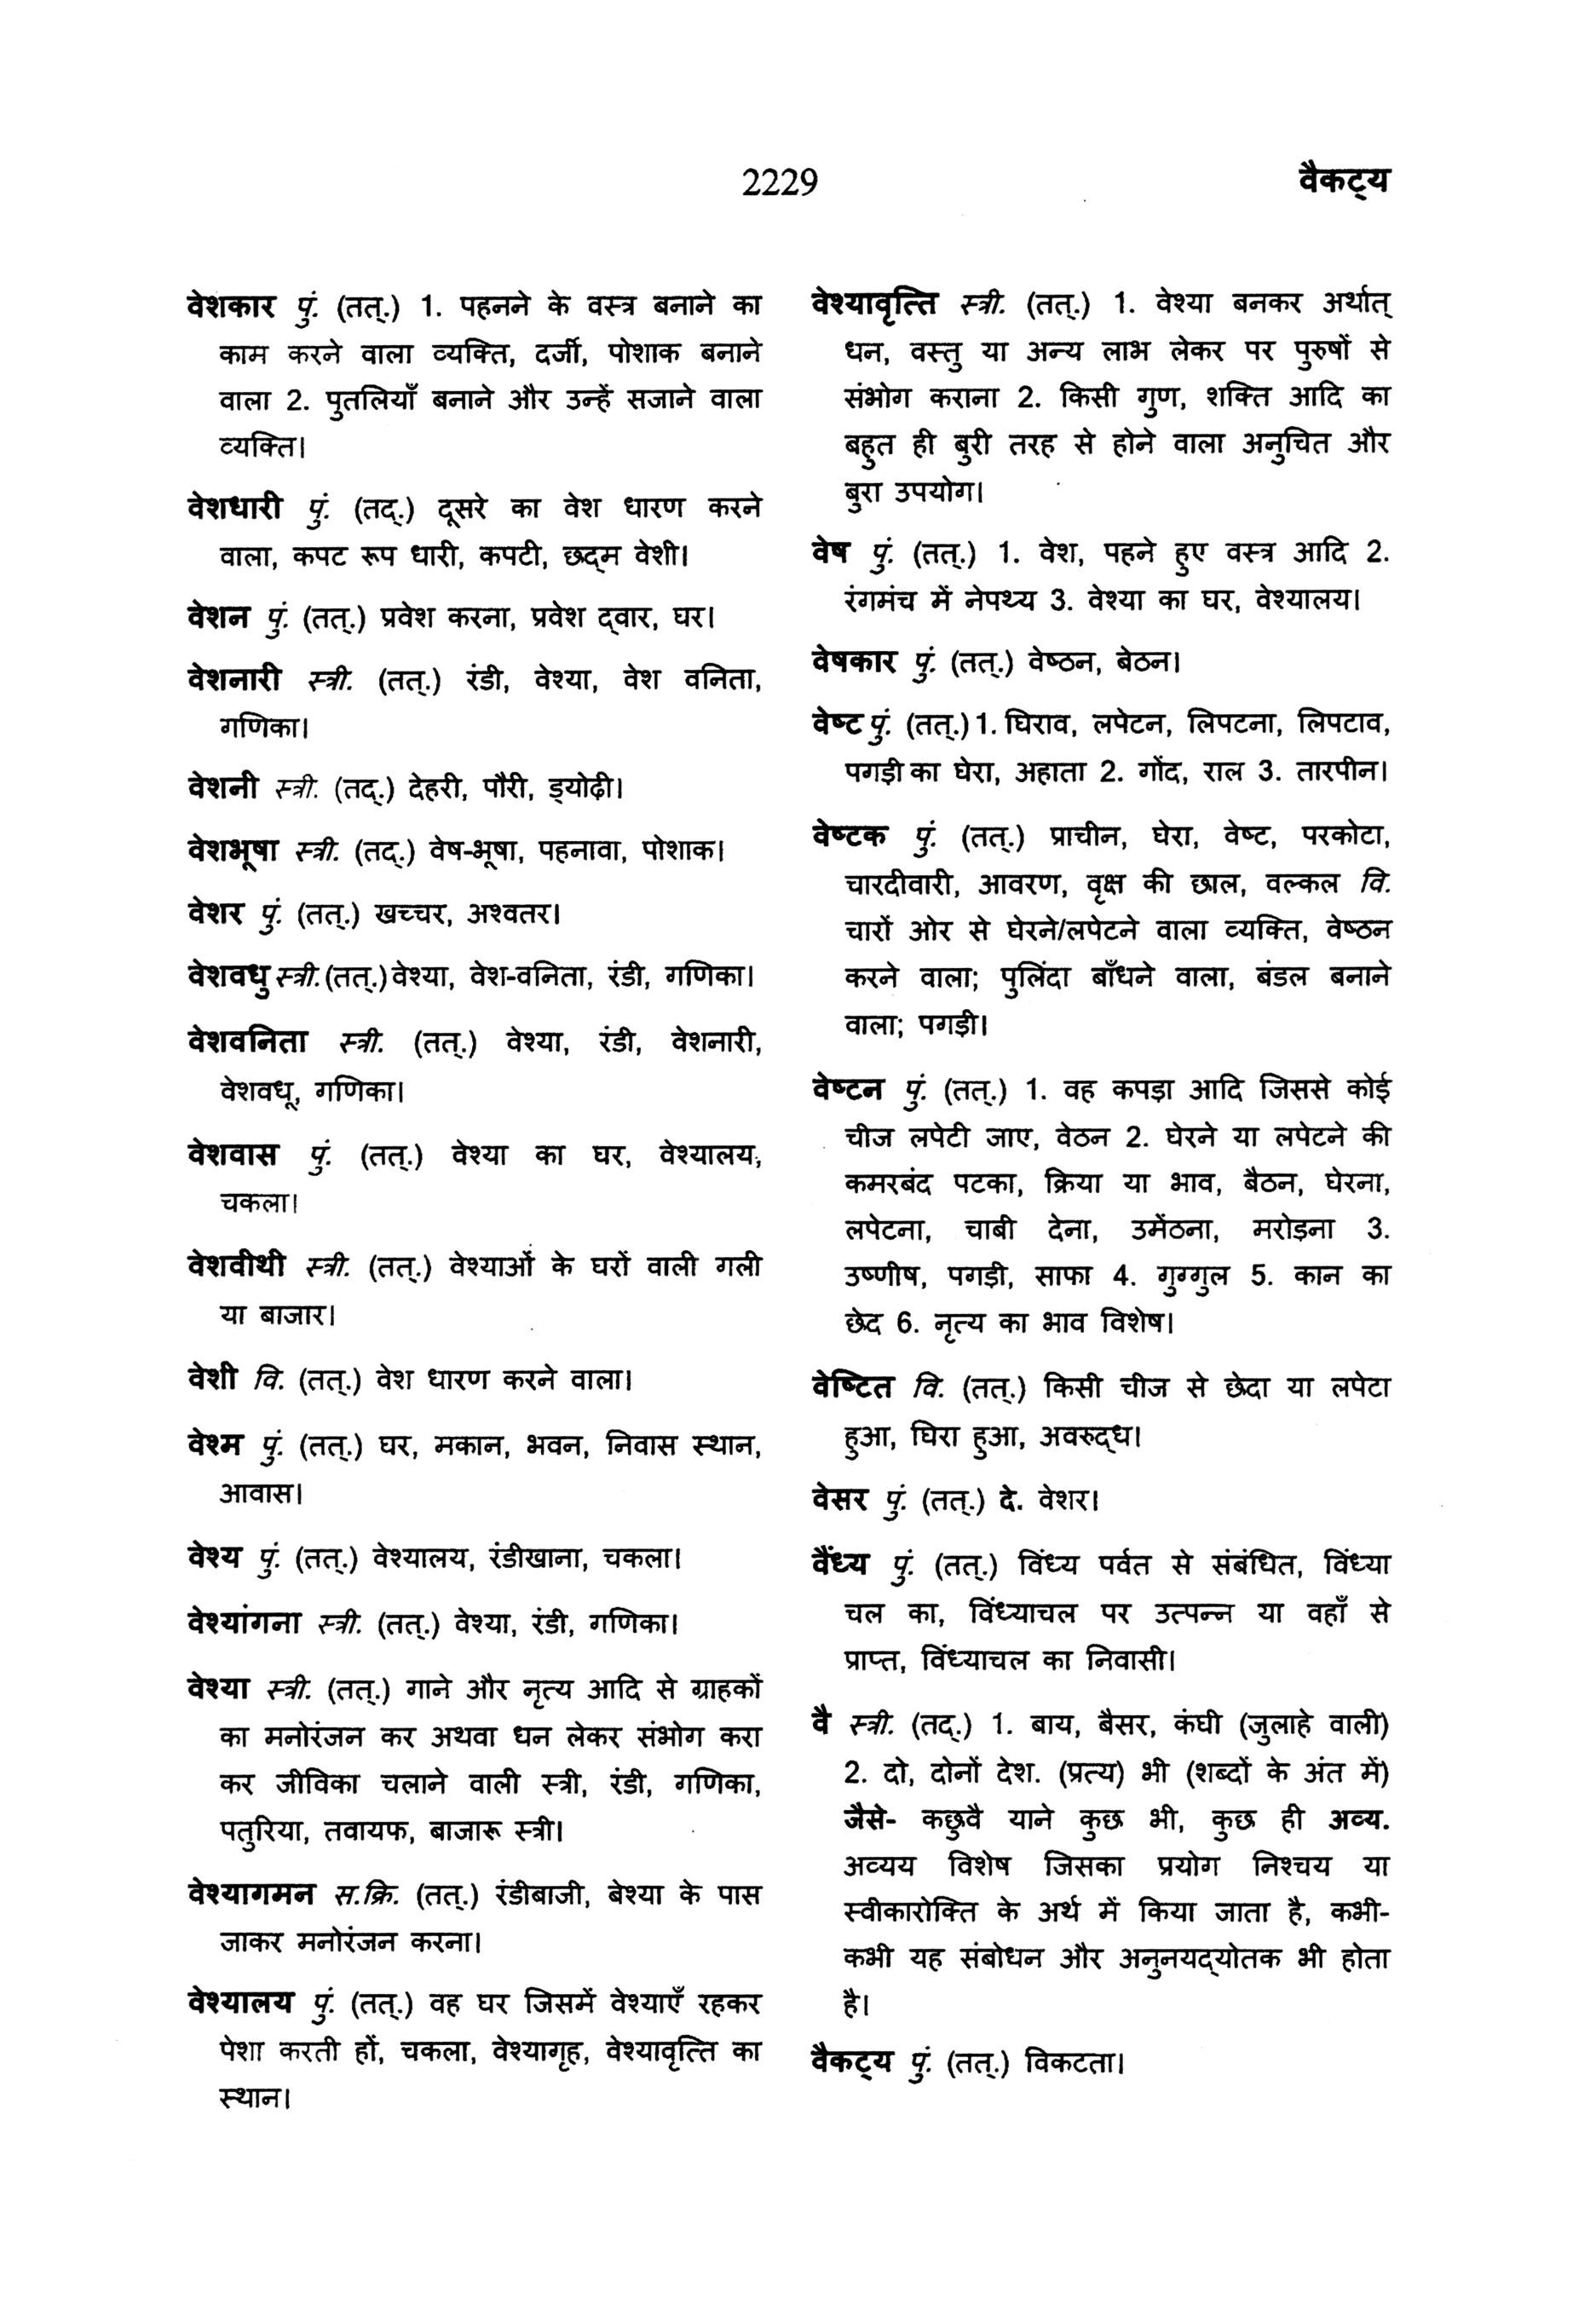 2229
वैकट्य
वेशकार पुं. (तत्.) 1. पहनने के वस्त्र बनाने का
काम करने वाला व्यक्ति, दर्जी, पोशाक बनाने
वाला 2. पुतलियाँ बनाने और उन्हें सजाने वाला
व्यक्ति।
वेशधारी पुं. (तद्.) दूसरे का वेश धारण करने
वाला, कपट रूप धारी, कपटी, छद्म वेशी।
वेशन पुं. (तत्.) प्रवेश करना, प्रवेश द्वार, घर।
वेशनारी स्त्री. (तत्.) रंडी, वेश्या, वेश वनिता,
गणिका।
वेशनी स्त्री. (तद्.) देहरी, पौरी, ड्योढ़ी।
वेशभूषा स्त्री. (तद्.) वेष-भूषा, पहनावा, पोशाक।
वेशर पुं. (तत्.) खच्चर, अश्वतर।
वेशवधु स्त्री. (तत्.) वेश्या, वेश-वनिता, रंडी, गणिका।
वेशवनिता स्त्री. (तत्.) वेश्या, रंडी, वेशनारी,
वेशवधू, गणिका।
वेशवास पुं. (तत्.) वेश्या का घर, वेश्यालय,
चकला।
वेशवीथी स्त्री. (तत्.) वेश्याओं के घरों वाली गली
या बाजार।
वेशी वि. (तत्.) वेश धारण करने वाला।
वेश्म पुं. (तत्.) घर, मकान, भवन, निवास स्थान,
आवास।
वेश्य पुं. (तत्.) वेश्यालय, रंडीखाना, चकला।
वेश्यांगना स्त्री. (तत्.) वेश्या, रंडी, गणिका।
वेश्या स्त्री. (तत्.) गाने और नृत्य आदि से ग्राहकों
का मनोरंजन कर अथवा धन लेकर संभोग करा
कर जीविका चलाने वाली स्त्री, रंडी, गणिका,
पतुरिया, तवायफ, बाजारू स्त्री।
वेश्यागमन स.क्रि. (तत्.) रंडीबाजी, बेश्या के पास
जाकर मनोरंजन करना।
वेश्यालय पुं. (तत्.) वह घर जिसमें वेश्याएँ रहकर
पेशा करती हों, चकला, वेश्यागृह, वेश्यावृत्ति का
स्थान।
वेश्यावृत्ति स्त्री. (तत्.) 1. वेश्या बनकर अर्थात्
धन, वस्तु या अन्य लाभ लेकर पर पुरुषों से
संभोग कराना 2. किसी गुण, शक्ति आदि का
बहुत ही बुरी तरह से होने वाला अनुचित और
बुरा उपयोग।
वेष पुं. (तत्.) 1. वेश, पहने हुए वस्त्र आदि 2.
रंगमंच में नेपथ्य 3. वेश्या का घर, वेश्यालय।
वेषकार पुं. (तत्.) वेष्ठन, बेठन।
वेष्ट पुं. (तत्.) 1. घिराव, लपेटन, लिपटना, लिपटाव,
पगड़ी का घेरा, अहाता 2. गोंद, राल 3. तारपीन।
वेष्टक पुं. (तत्.) प्राचीन, घेरा, वेष्ट, परकोटा,
चारदीवारी, आवरण, वृक्ष की छाल, वल्कल वि.
चारों ओर से घेरने/लपेटने वाला व्यक्ति, वेष्ठन
करने वाला; पुलिंदा बाँधने वाला, बंडल बनाने
वाला; पगड़ी।
वेष्टन पुं. (तत्.) 1. वह कपड़ा आदि जिससे कोई
चीज लपेटी जाए, वेठन 2. घेरने या लपेटने की
कमरबंद पटका, क्रिया या भाव, बैठन, घेरना,
लपेटना, चाबी देना, उमेंठना, मरोड़ना 3.
उष्णीष, पगड़ी, साफा 4. गुग्गुल 5. कान का
छेद 6. नृत्य का भाव विशेष।
वेष्टित वि. (तत्.) किसी चीज से छेदा या लपेटा
हुआ, घिरा हुआ, अवरुद्ध।
वेसर पुं. (तत्.) दे. वेशर।
वैंध्य पुं. (तत्.) विंध्य पर्वत से संबंधित, विंध्या
चल का, विंध्याचल पर उत्पन्न या वहाँ से
प्राप्त, विंध्याचल का निवासी।
वै स्त्री. (तद्.) 1. बाय, बैसर, कंघी (जुलाहे वाली)
2. दो, दोनों देश. (प्रत्य) भी (शब्दों के अंत में)
जैसे- कछुवै याने कुछ भी, कुछ ही अव्य.
अव्यय विशेष जिसका प्रयोग निश्चय या
स्वीकारोक्ति के अर्थ में किया जाता है, कभी-
कभी यह संबोधन और अनुनयद्योतक भी होता
है।
वैकट्य पुं. (तत्.) विकटता।